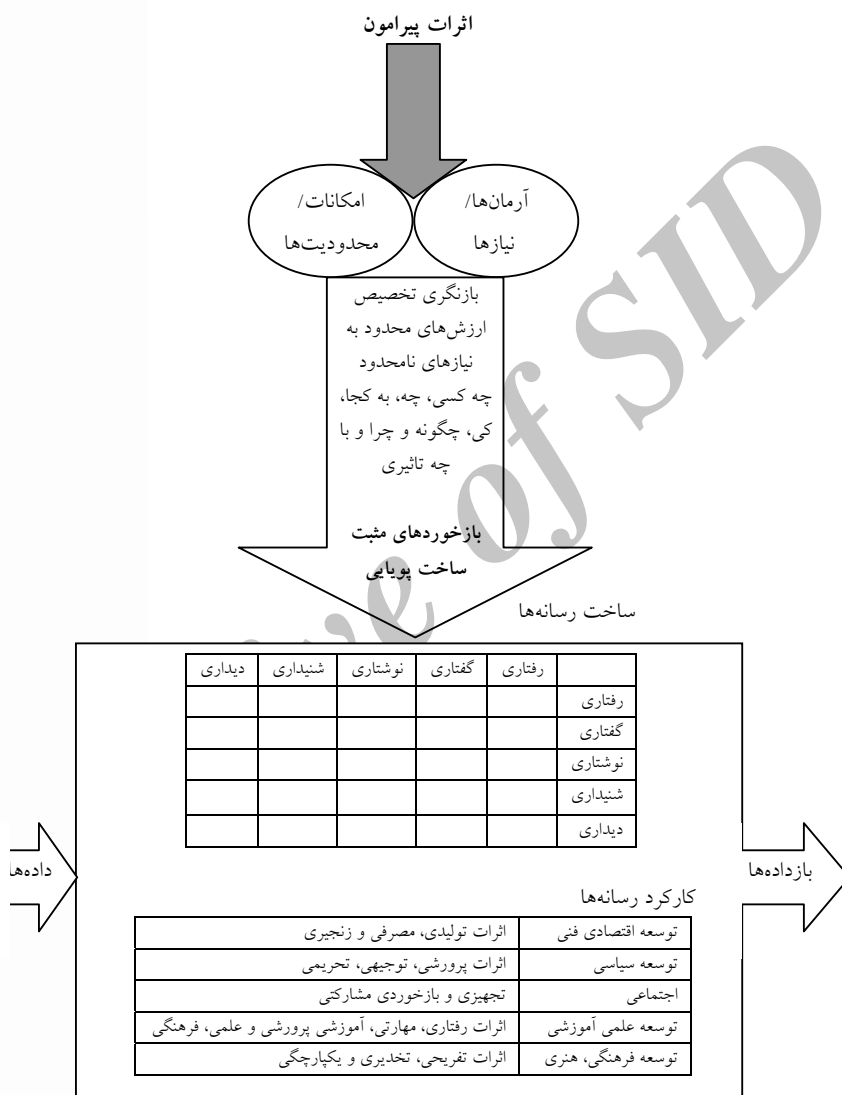 اثرات پیرامون
آرمان‌ها/
نیازها
امکانات/
محدودیت‌ها
بازنگری تخصیص
ارزش‌های محدود به
نیازهای نامحدود
چه کسی، چه، به کجا،
کی، چگونه و چرا و با
چه تاثیری
بازخوردهای مثبت
ساخت پویایی
ساخت رسانه‌ها
رفتاری گفتاری نوشتاری شنیداری دیداری
رفتاری
گفتاری
نوشتاری
شنیداری
دیداری
بازداده‌ها
داده‌ها
کارکرد رسانه‌ها
توسعه اقتصادی فنی اثرات تولیدی، مصرفی و زنجیری
توسعه سیاسی اثرات پرورشی، توجیهی، تحریمی
اجتماعی تجهیزی و بازخوردی مشارکتی
توسعه علمی آموزشی اثرات رفتاری، مهارتی، آموزشی پرورشی و علمی، فرهنگی
توسعه فرهنگی، هنری اثرات تفریحی، تخدیری و یکپارچگی
ive of SID